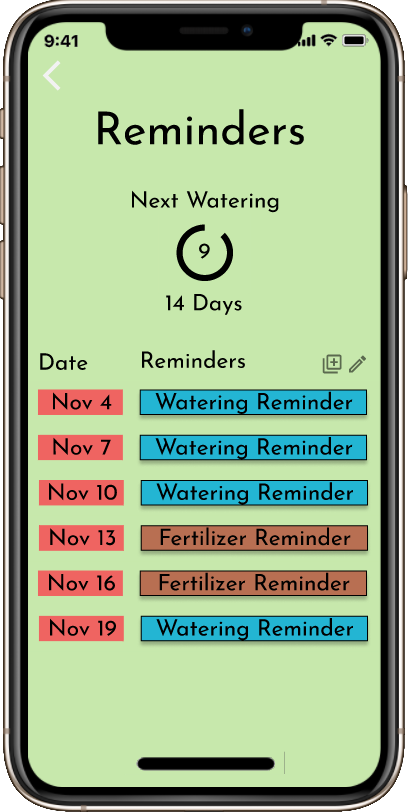 9:41
Reminders
Next Watering
9
14 Days
Date Reminders
Nov 4 Watering Reminder
Nov 7 Watering Reminder
Nov 10 Watering Reminder
Nov 13 Fertilizer Reminder
Nov 16 Fertilizer Reminder
Nov 19 Watering Reminder